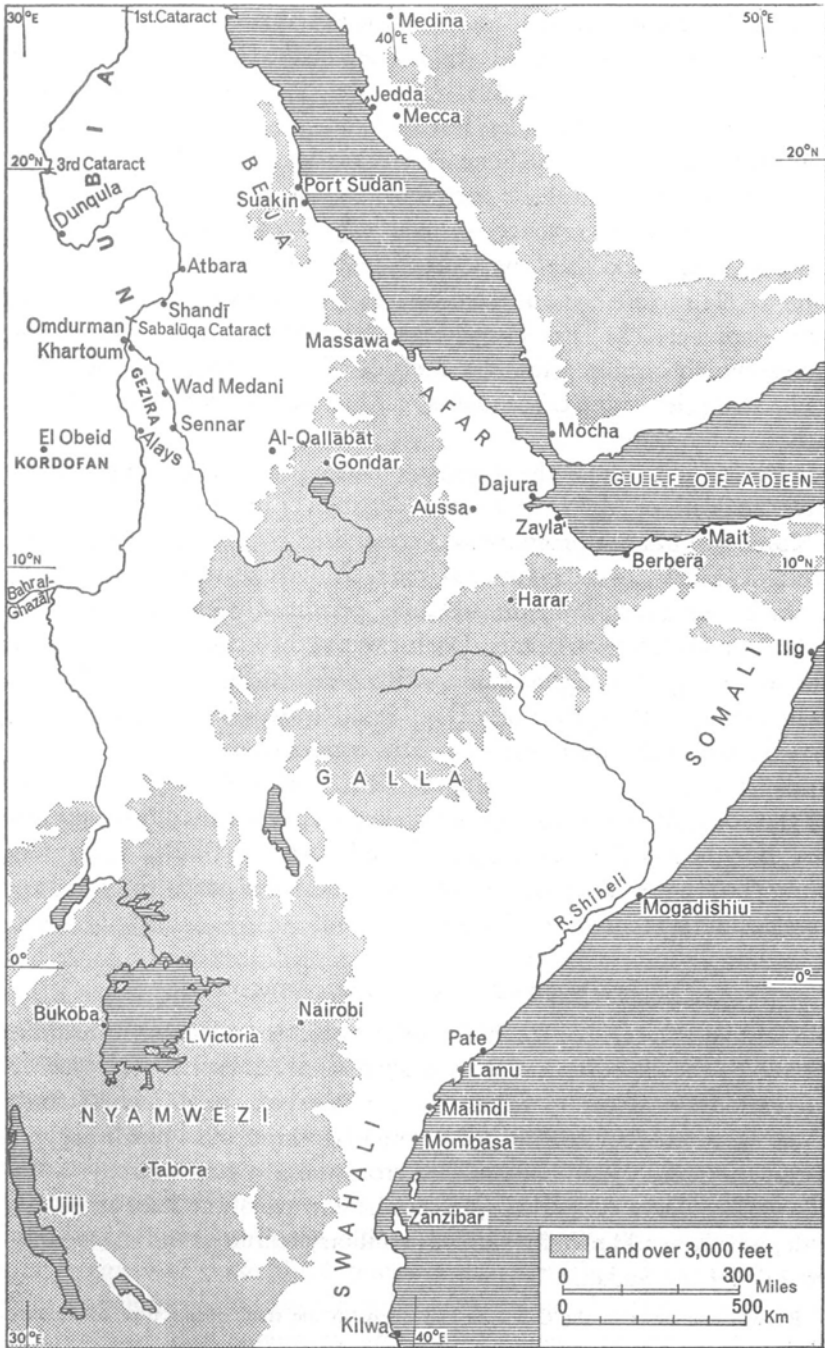 30°E
1st. Cataract
Medina
40°E
50°E
Jedda
Mecca
NUBIA
20°N
3rd Cataract
20°N
BEJA
Port Sudan
Suakin
Dunqula
Atbara
Shandī
Omdurman
Sabalūqa Cataract
Khartoum
Massawa
GEZIRA
Wad Medani
AFAR
Sennar
Mocha
El Obeid
Alays
Al-Qallābāt
KORDOFAN
Gondar
GULF OF ADEN
Dajura
Aussa
Zayla'
Mait
Berbera
10°N
10°N
Bahr al-
Ghazāl
Harar
Ilig
SOMALI
GALLA
R. Shibeli
Mogadishiu
0°
0°
Bukoba
Nairobi
L. Victoria
Pate
Lamu
NYAMWEZI
Malindi
Mombasa
SWAHALI
Tabora
Ujiji
Zanzibar
Land over 3,000 feet
0 300 Miles
0 500 Km
Kilwa
30°E
40°E